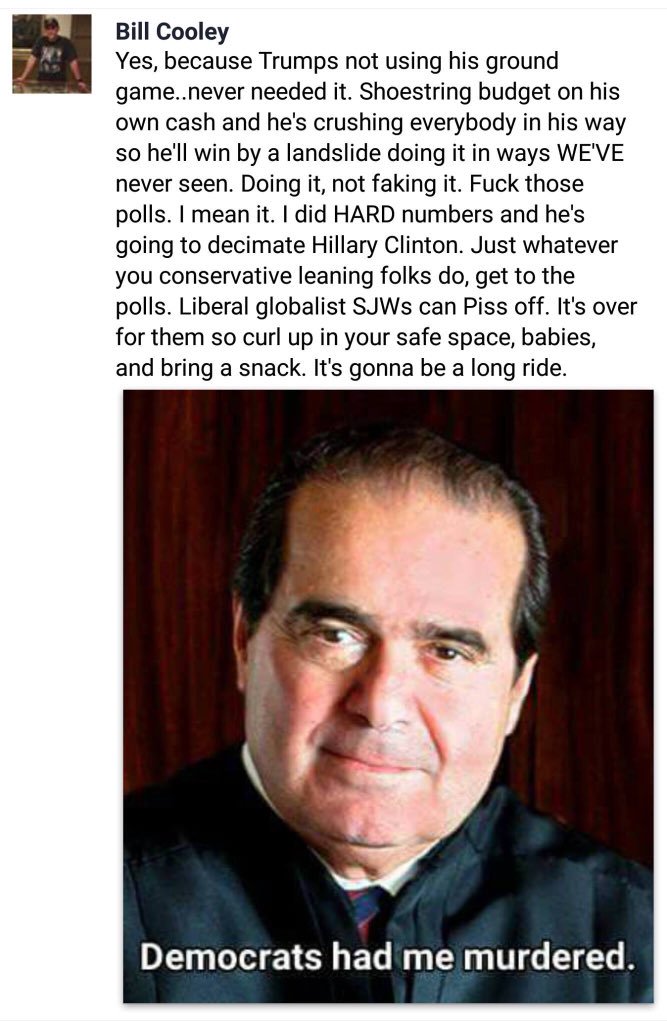 Bill Cooley
Yes, because Trumps not using his ground
game..never needed it. Shoestring budget on his
own cash and he's crushing everybody in his way
so he'll win by a landslide doing it in ways WE'VE
never seen. Doing it, not faking it. Fuck those
polls. I mean it. I did HARD numbers and he's
going to decimate Hillary Clinton. Just whatever
you conservative leaning folks do, get to the
polls. Liberal globalist SJWs can Piss off. It's over
for them so curl up in your safe space, babies,
and bring a snack. It's gonna be a long ride.
Democrats had me murdered.